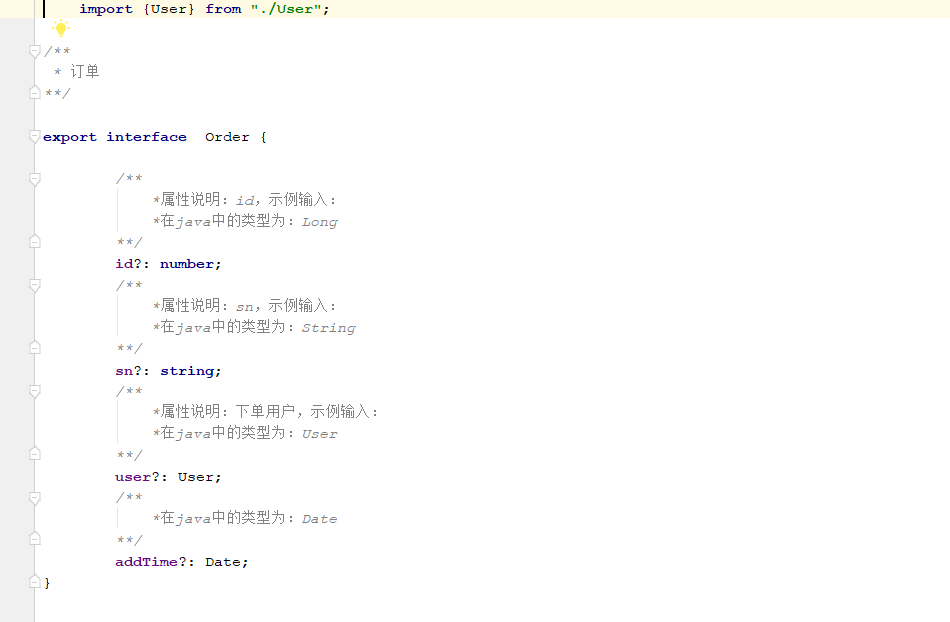 import {User} from "./User";
/**
* 订单
**/
export interface  Order {
/**
*属性说明：id，示例输入：
*在java中的类型为：Long
**/
id?: number;
/**
*属性说明：sn，示例输入：
*在java中的类型为：String
**/
sn?: string;
/**
*属性说明：下单用户，示例输入：
*在java中的类型为：User
**/
user?: User;
/**
*在java中的类型为：Date
**/
addTime?: Date;
}